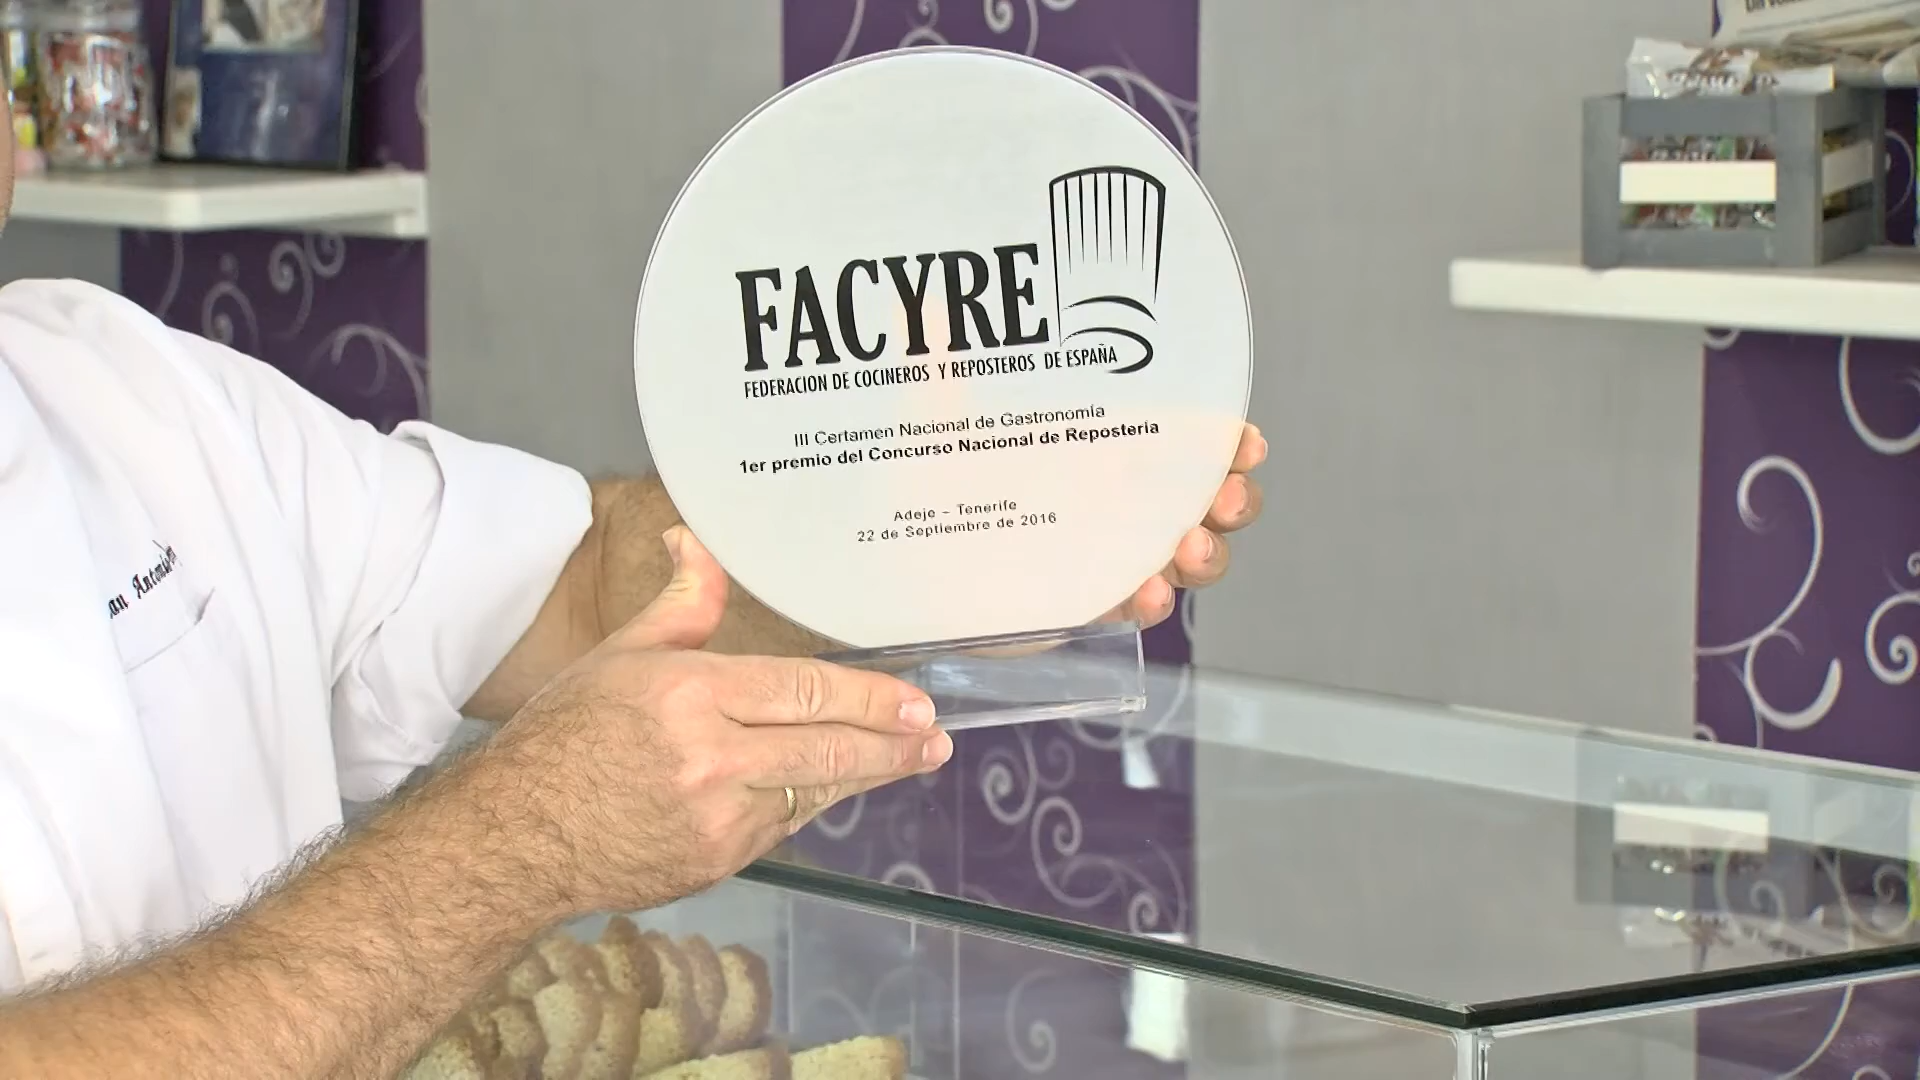 FACYRE
FEDERACION DE COCINEROS Y REPOSTEROS DE ESPAÑA
III Certamen Nacional de Gastronomía
1er premio del Concurso Nacional de Repostería
Adeje – Tenerife
22 de Septiembre de 2016